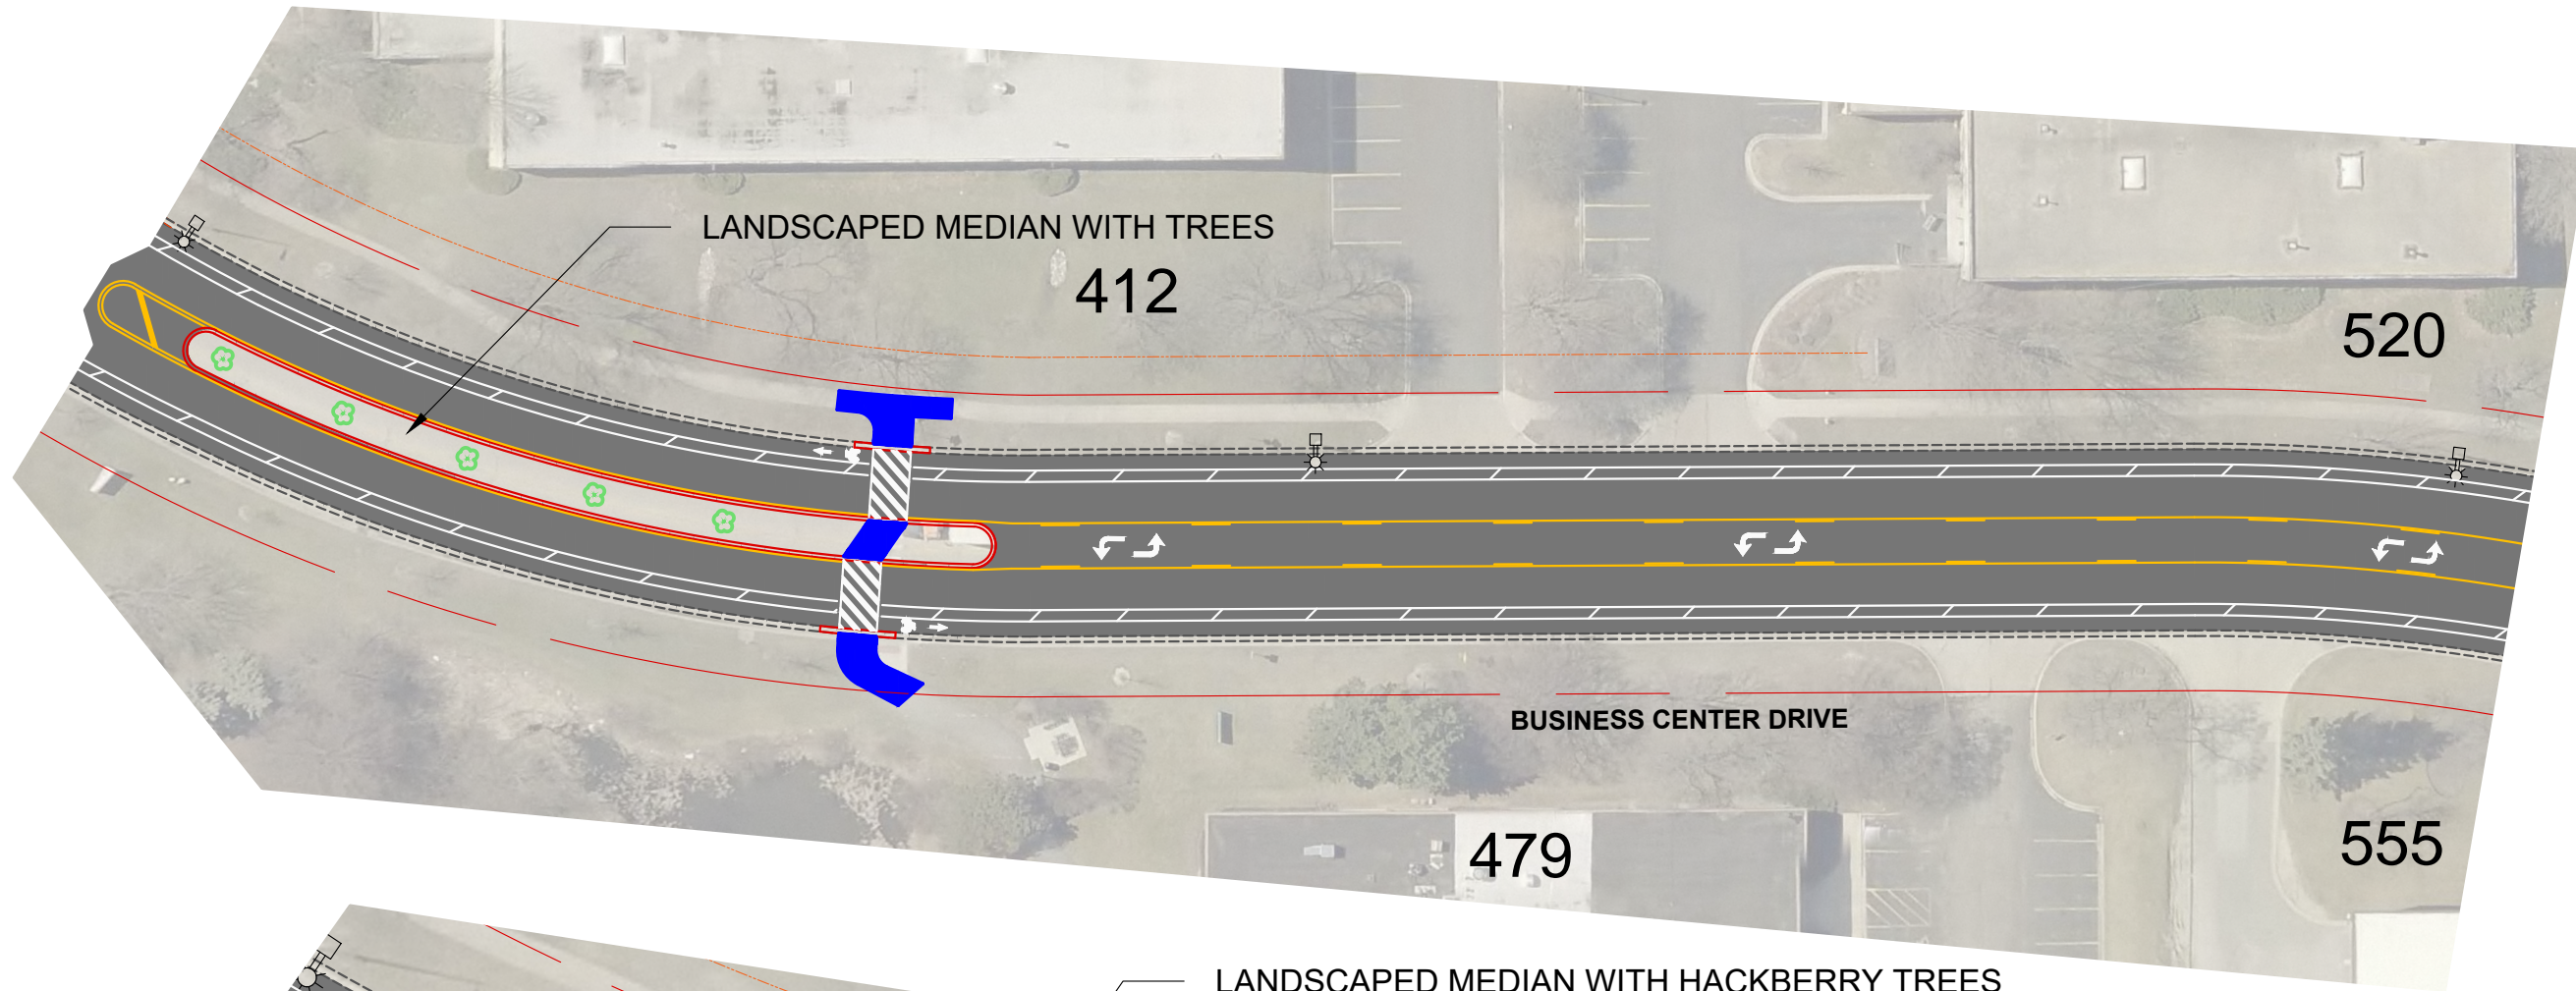 LANDSCAPED MEDIAN WITH TREES
412
520
BUSINESS CENTER DRIVE
479
555
LANDSCAPED MEDIAN WITH HACKBERRY TREES